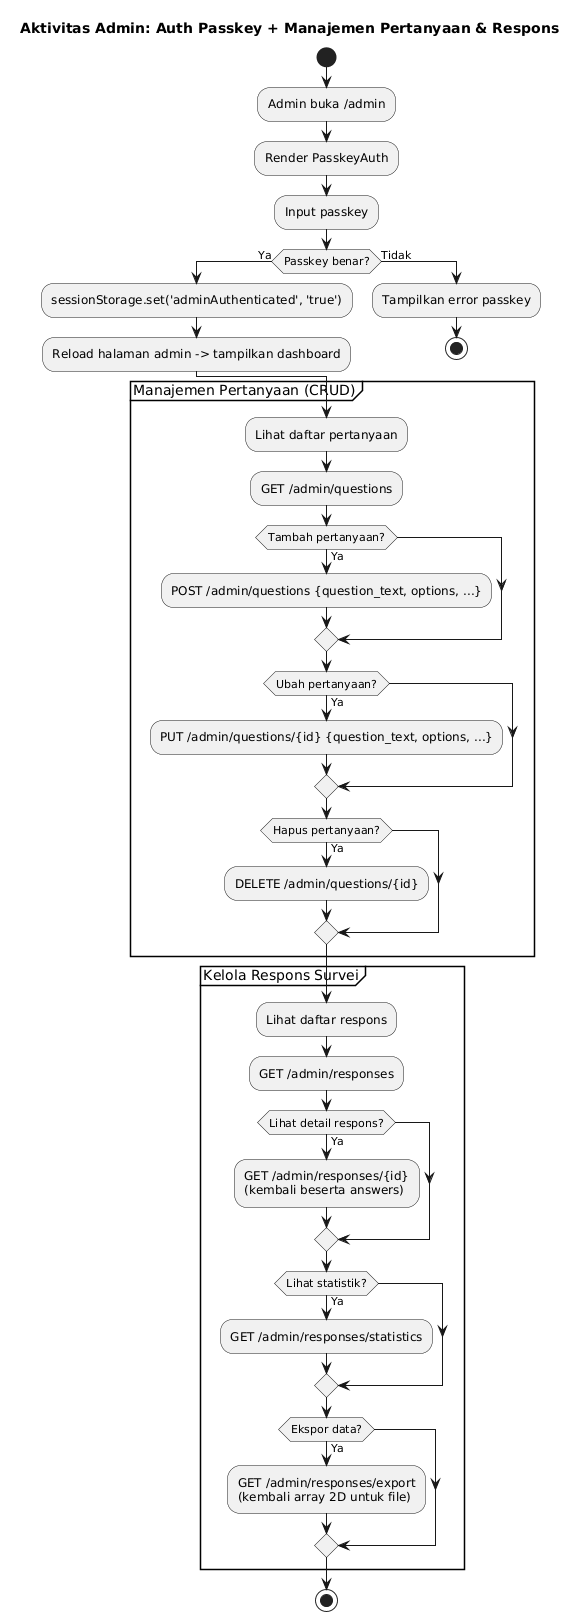 Aktivitas Admin: Auth Passkey + Manajemen Pertanyaan & Respons
Admin buka /admin
Render PasskeyAuth
Input passkey
Ya
Passkey benar?
Tidak
sessionStorage.set('adminAuthenticated', 'true')
Tampilkan error passkey
Reload halaman admin -> tampilkan dashboard
Manajemen Pertanyaan (CRUD)
Lihat daftar pertanyaan
GET /admin/questions
Tambah pertanyaan?
Ya
POST /admin/questions {question_text, options, ...}
Ubah pertanyaan?
Ya
PUT /admin/questions/{id} {question_text, options, ...}
Hapus pertanyaan?
Ya
DELETE /admin/questions/{id}
Kelola Respons Survei
Lihat daftar respons
GET /admin/responses
Lihat detail respons?
Ya
GET /admin/responses/{id}
(kembali beserta answers)
Lihat statistik?
Ya
GET /admin/responses/statistics
Ekspor data?
Ya
GET /admin/responses/export
(kembali array 2D untuk file)